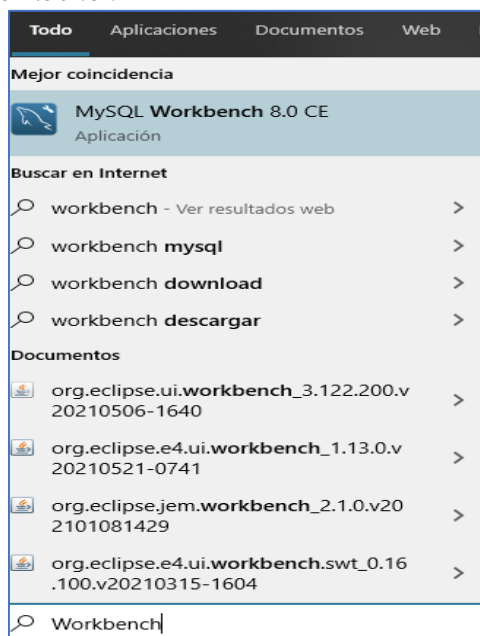 Todo Aplicaciones Documentos Web
Mejor coincidencia
MySQL Workbench 8.0 CE
Aplicación
Buscar en Internet
workbench - Ver resultados web
workbench mysql
workbench download
workbench descargar
Documentos
org.eclipse.ui.workbench_3.122.200.v
20210506-1640
org.eclipse.e4.ui.workbench_1.13.0.v
20210521-0741
org.eclipse.jem.workbench_2.1.0.v20
2101081429
org.eclipse.e4.ui.workbench.swt_0.16
.100.v20210315-1604
Workbench